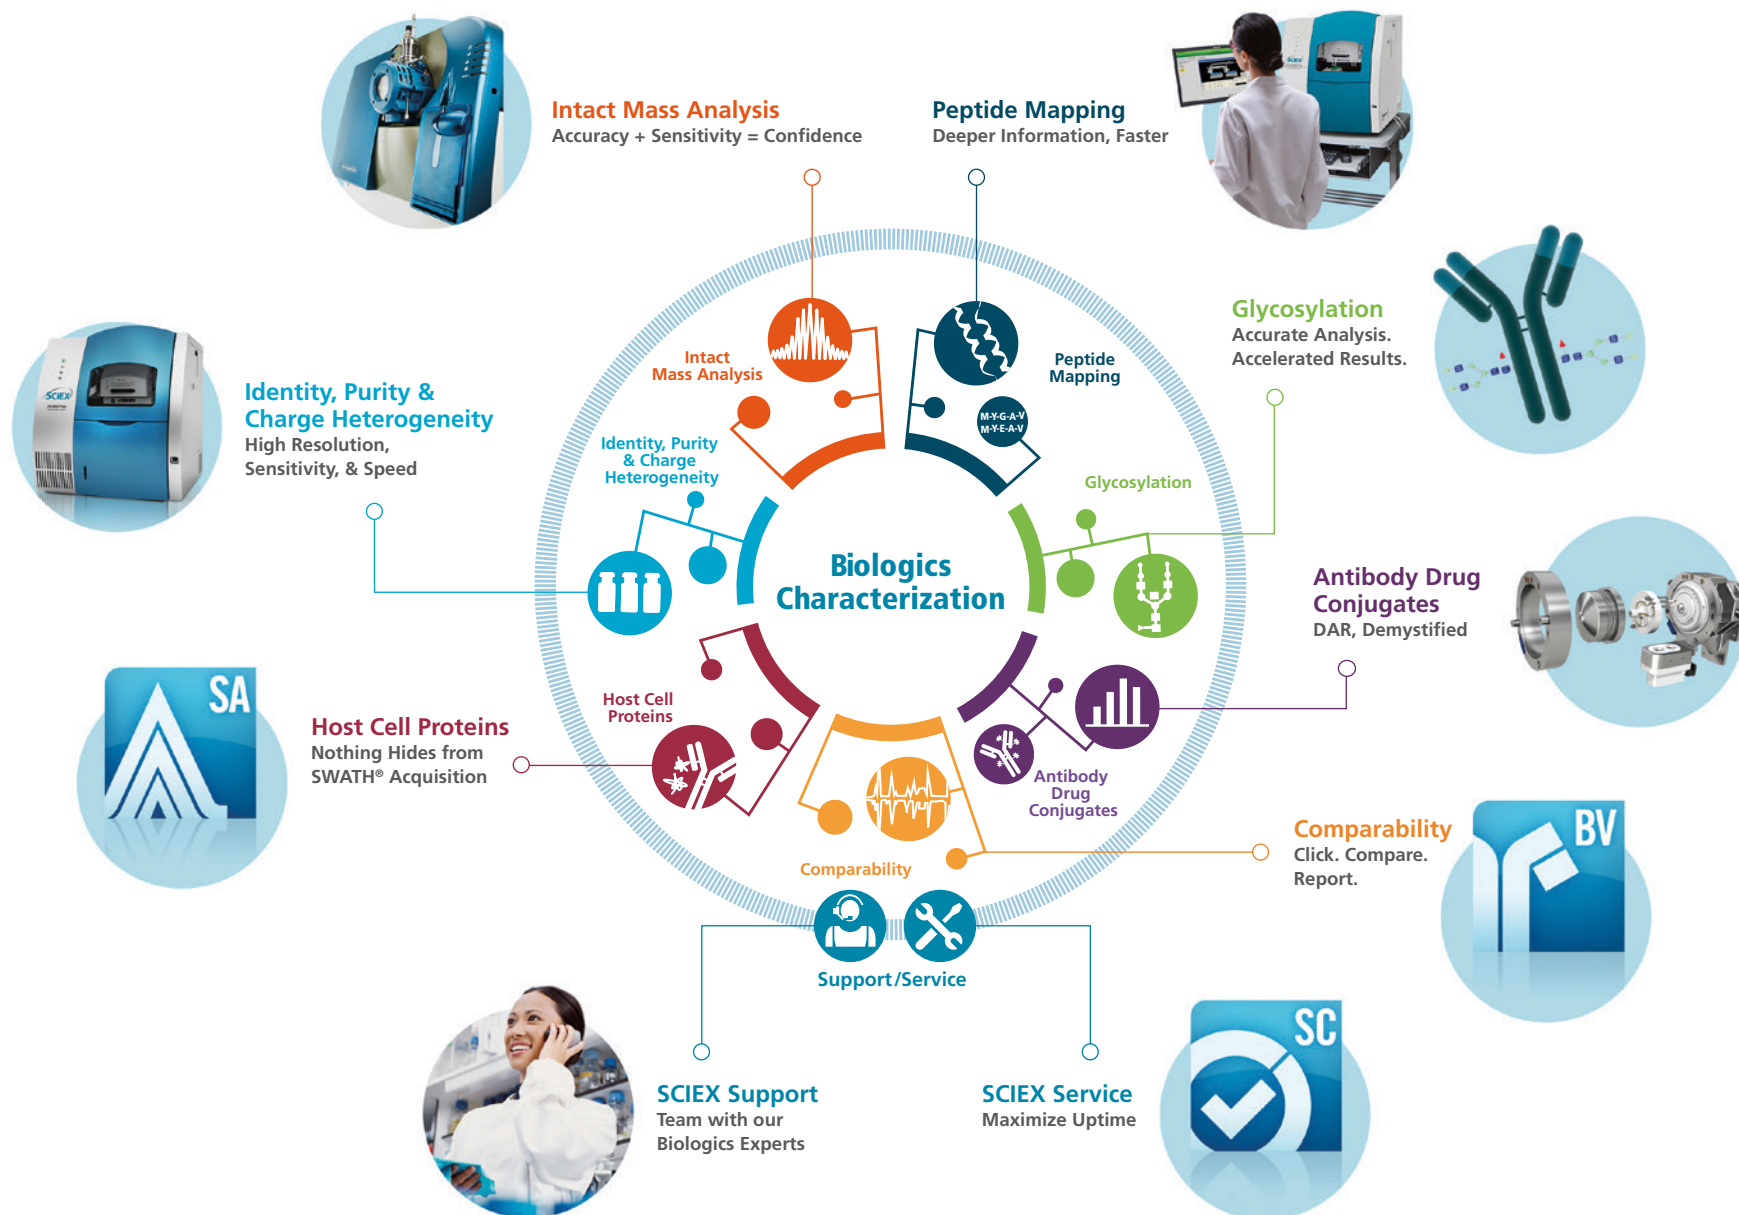 Intact Mass Analysis
Accuracy + Sensitivity = Confidence
Peptide Mapping
Deeper Information, Faster
SCIEX
Glycosylation
Accurate Analysis.
Accelerated Results.
Identity, Purity &
Charge Heterogeneity
High Resolution,
Sensitivity, & Speed
SCIEX
Intact
Mass Analysis
Peptide
Mapping
M-Y-G-A-V
M-Y-E-A-V
Identity, Purity
& Charge
Heterogeneity
Glycosylation
Biologics
Characterization
Antibody Drug
Conjugates
DAR, Demystified
SA
Host Cell Proteins
Nothing Hides from
SWATH® Acquisition
Host Cell
Proteins
Antibody
Drug
Conjugates
Comparability
Comparability
Click. Compare.
Report.
BV
Support/Service
SCIEX Support
Team with our
Biologics Experts
SCIEX Service
Maximize Uptime
SC